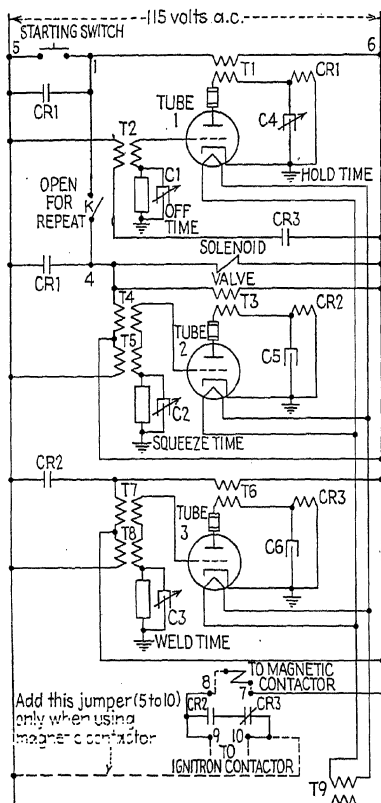 115 volts a.c.
STARTING SWITCH
5
6
1
T1
CR1
CR1
TUBE
1
C4
T2
HOLD TIME
C1
OFF
TIME
OPEN
FOR
REPEAT
K
CR3
SOLENOID
VALVE
CR1
4
T4
T3
CR2
T5
TUBE
2
C5
C2
SQUEEZE TIME
CR2
T7
T6
CR3
T8
TUBE
3
C6
C3
WELD TIME
8
7
TO MAGNETIC
CONTACTOR
CR2
CR3
9
10
TO
IGNITRON CONTACTOR
Add this jumper (5 to 10)
only when using
magnetic contactor
T9